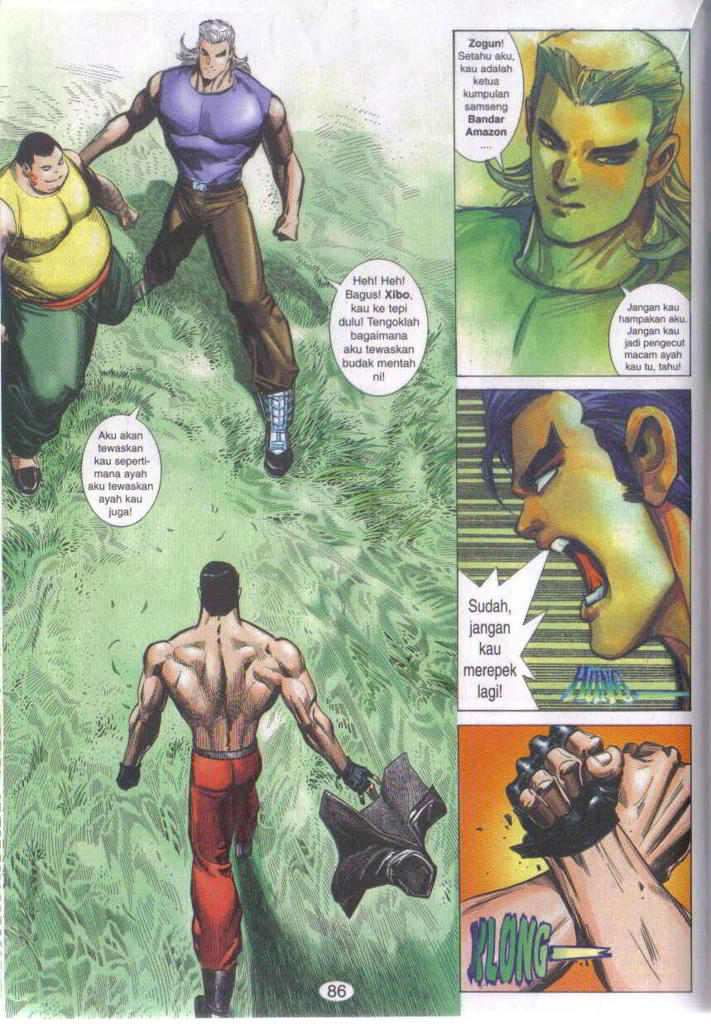 Heh! Heh!
Bagus! Xibo,
kau ke tepi
dulu! Tengoklah
bagaimana
aku tewaskan
budak mentah
ni!
Aku akan
tewaskan
kau seperti-
mana ayah
aku tewaskan
ayah kau
juga!
Zogun!
Setahu aku,
kau adalah
ketua
kumpulan
samseng
Bandar
Amazon
....
Jangan kau
hampakan aku.
Jangan kau
jadi pengecut
macam ayah
kau tu, tahu!
Sudah,
jangan
kau
merepek
lagi!
KLONG
86